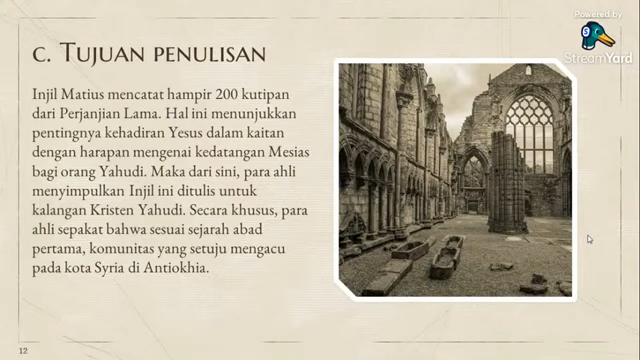 Powered by
StreamYard
c. Tujuan penulisan
Injil Matius mencatat hampir 200 kutipan
dari Perjanjian Lama. Hal ini menunjukkan
pentingnya kehadiran Yesus dalam kaitan
dengan harapan mengenai kedatangan Mesias
bagi orang Yahudi. Maka dari sini, para ahli
menyimpulkan Injil ini ditulis untuk
kalangan Kristen Yahudi. Secara khusus, para
ahli sepakat bahwa sesuai sejarah abad
pertama, komunitas yang setuju mengacu
pada kota Syria di Antiokhia.
12